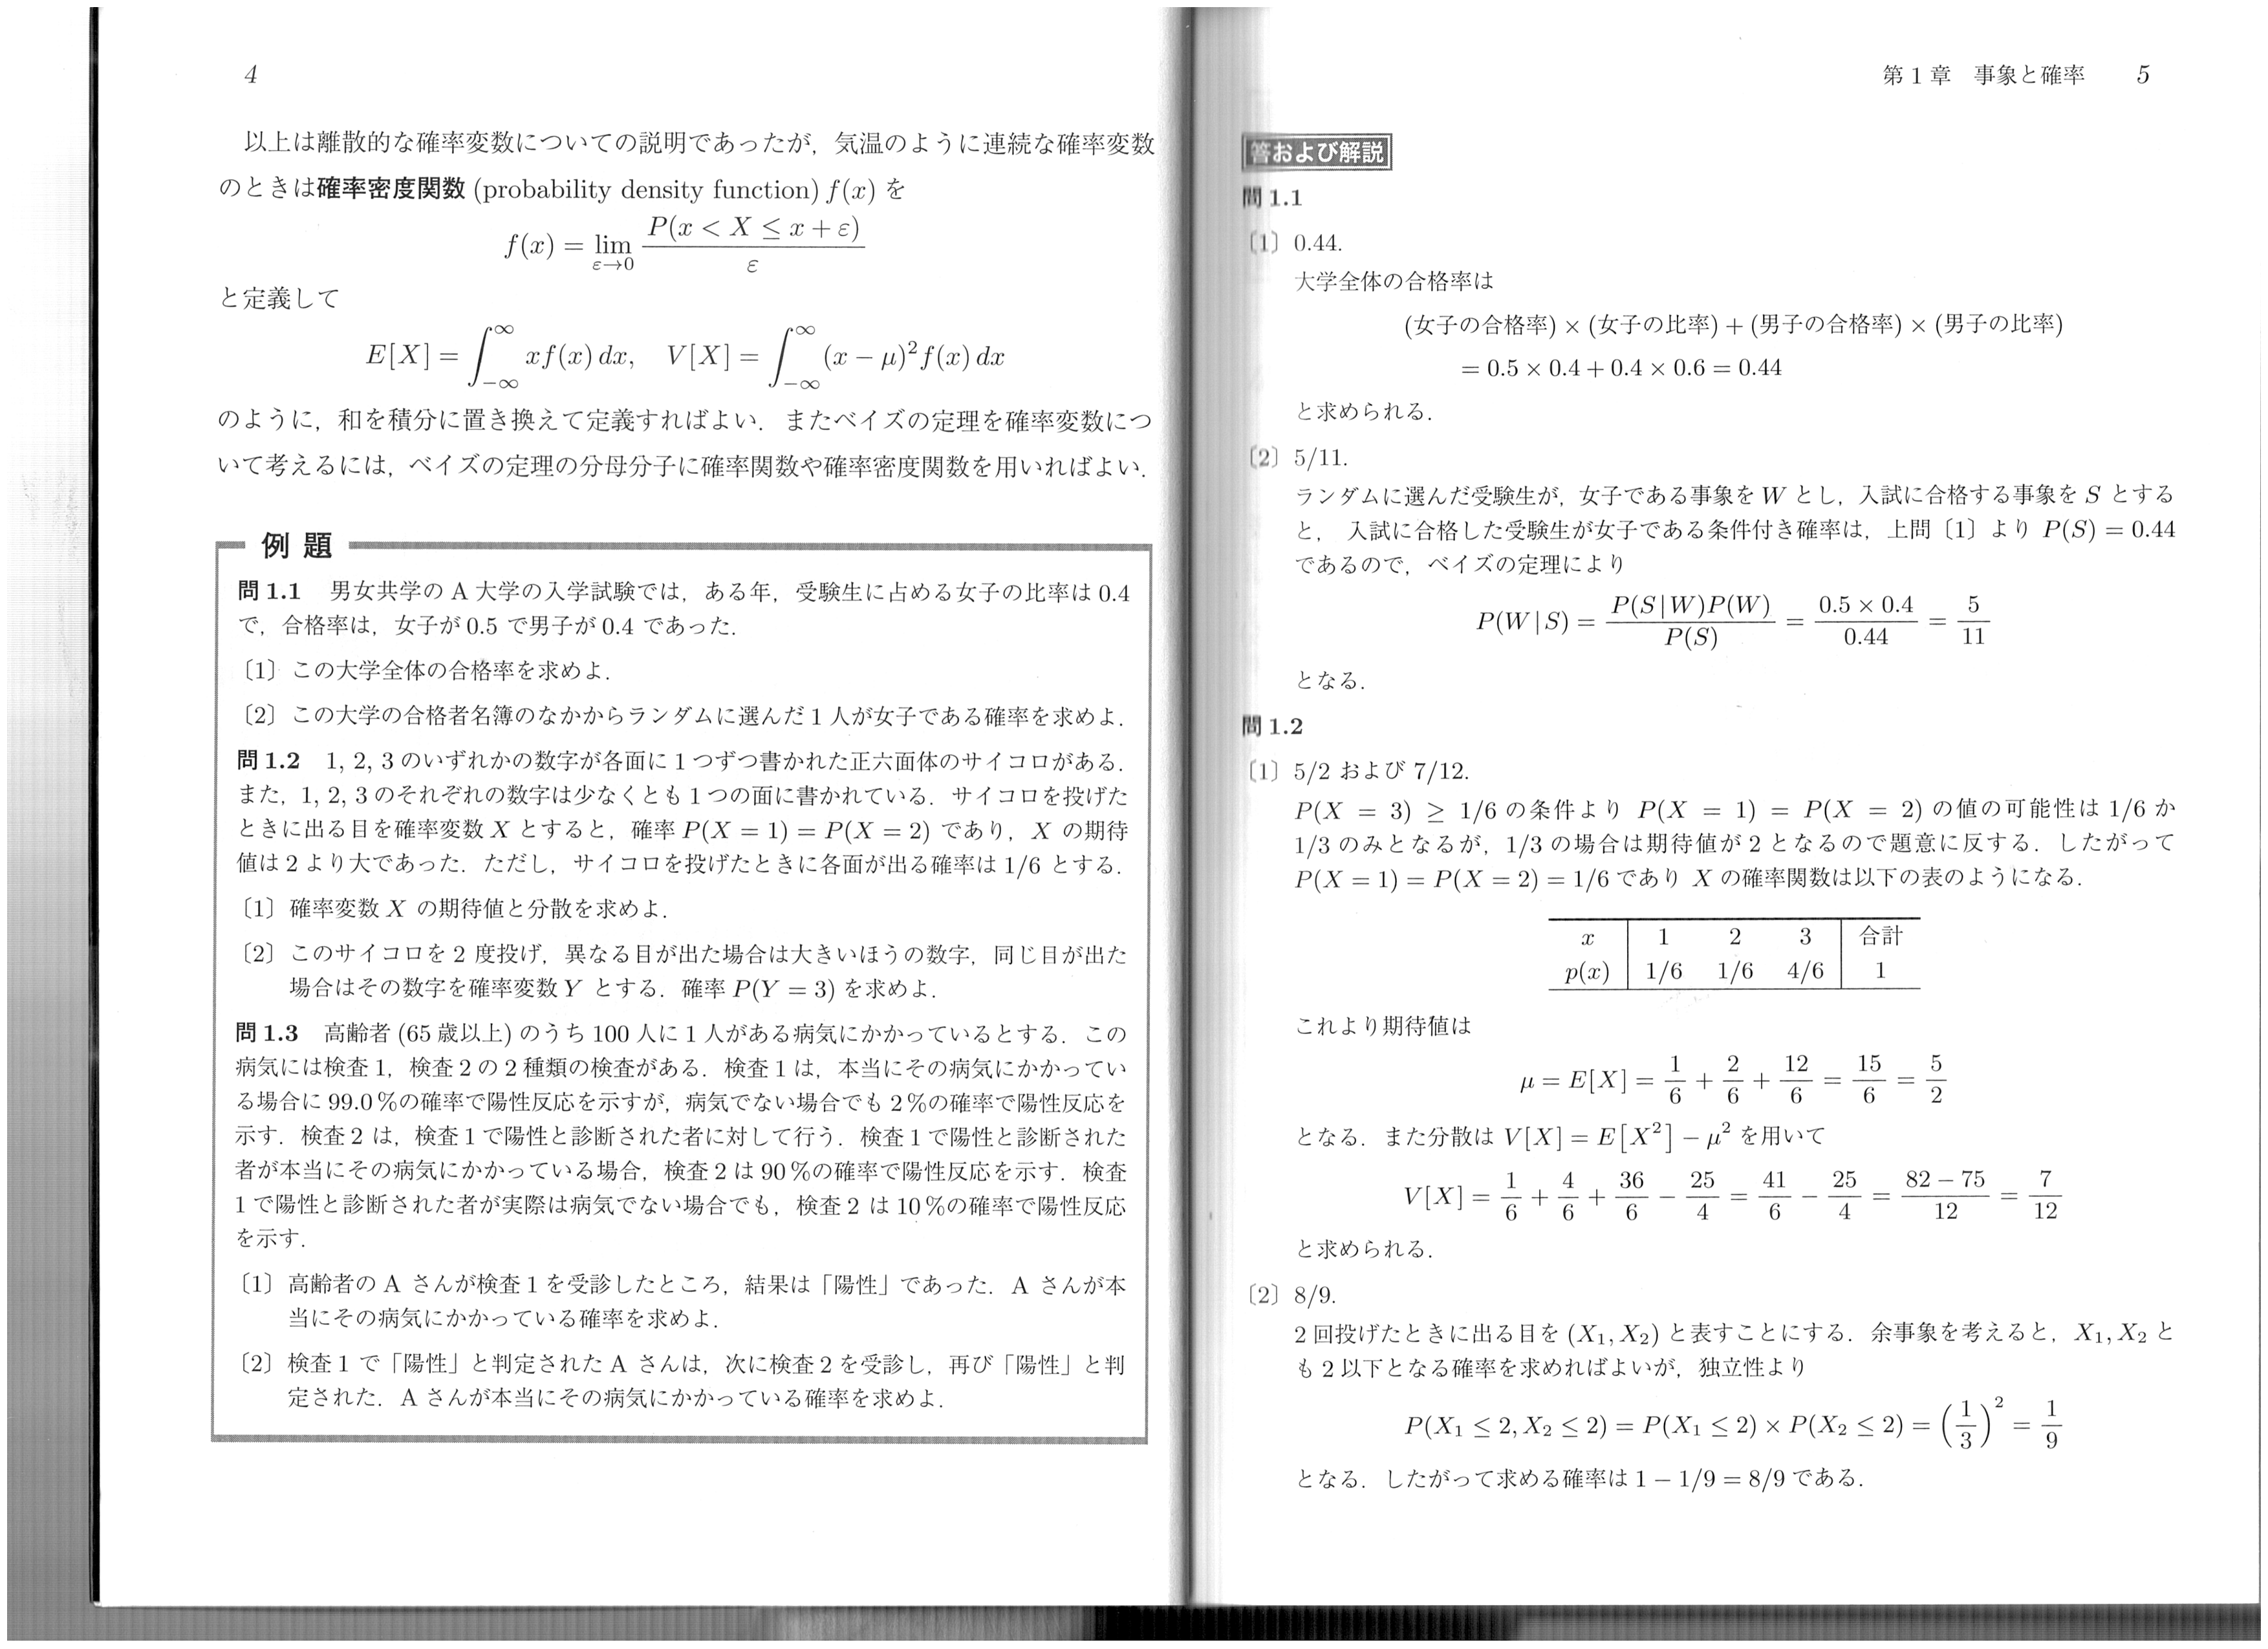 4
以上は離散的な確率変数についての説明であったが，気温のように連続な確率変数
のときは確率密度関数 (probability density function) f(x) を
f(x) = lim_{ε→0} P(x < X ≤ x + ε) / ε
と定義して
E[X] = ∫_{−∞}^{∞} xf(x) dx, V[X] = ∫_{−∞}^{∞} (x − μ)² f(x) dx
のように，和を積分に置き換えて定義すればよい．またベイズの定理を確率変数につ
いて考えるには，ベイズの定理の分母分子に確率関数や確率密度関数を用いればよい．
例 題
問 1.1 男女共学の A 大学の入学試験では，ある年，受験生に占める女子の比率は 0.4
で，合格率は，女子が 0.5 で男子が 0.4 であった．
〔1〕この大学全体の合格率を求めよ．
〔2〕この大学の合格者名簿のなかからランダムに選んだ 1 人が女子である確率を求めよ．
問 1.2 1, 2, 3 のいずれかの数字が各面に 1 つずつ書かれた正六面体のサイコロがある．
また，1, 2, 3 のそれぞれの数字は少なくとも 1 つの面に書かれている．サイコロを投げた
ときに出る目を確率変数 X とすると，確率 P(X = 1) = P(X = 2) であり，X の期待
値は 2 より大であった．ただし，サイコロを投げたときに各面が出る確率は 1/6 とする．
〔1〕確率変数 X の期待値と分散を求めよ．
〔2〕このサイコロを 2 度投げ，異なる目が出た場合は大きいほうの数字，同じ目が出た
場合はその数字を確率変数 Y とする．確率 P(Y = 3) を求めよ．
問 1.3 高齢者 (65 歳以上) のうち 100 人に 1 人がある病気にかかっているとする．この
病気には検査 1，検査 2 の 2 種類の検査がある．検査 1 は，本当にその病気にかかってい
る場合に 99.0 %の確率で陽性反応を示すが，病気でない場合でも 2 %の確率で陽性反応を
示す．検査 2 は，検査 1 で陽性と診断された者に対して行う．検査 1 で陽性と診断された
者が本当にその病気にかかっている場合，検査 2 は 90 %の確率で陽性反応を示す．検査
1 で陽性と診断された者が実際は病気でない場合でも，検査 2 は 10 %の確率で陽性反応
を示す．
〔1〕高齢者の A さんが検査 1 を受診したところ，結果は「陽性」であった．A さんが本
当にその病気にかかっている確率を求めよ．
〔2〕検査 1 で「陽性」と判定された A さんは，次に検査 2 を受診し，再び「陽性」と判
定された．A さんが本当にその病気にかかっている確率を求めよ．
第 1 章 事象と確率 5
答および解説
問 1.1
〔1〕0.44.
大学全体の合格率は
(女子の合格率) × (女子の比率) + (男子の合格率) × (男子の比率)
= 0.5 × 0.4 + 0.4 × 0.6 = 0.44
と求められる．
〔2〕5/11.
ランダムに選んだ受験生が，女子である事象を W とし，入試に合格する事象を S とする
と， 入試に合格した受験生が女子である条件付き確率は，上問〔1〕より P(S) = 0.44
であるので，ベイズの定理により
P(W | S) = P(S | W)P(W) / P(S) = 0.5 × 0.4 / 0.44 = 5/11
となる．
問 1.2
〔1〕5/2 および 7/12.
P(X = 3) ≥ 1/6 の条件より P(X = 1) = P(X = 2) の値の可能性は 1/6 か
1/3 のみとなるが，1/3 の場合は期待値が 2 となるので題意に反する．したがって
P(X = 1) = P(X = 2) = 1/6 であり X の確率関数は以下の表のようになる．
x 1 2 3 合計
p(x) 1/6 1/6 4/6 1
これより期待値は
μ = E[X] = 1/6 + 2/6 + 12/6 = 15/6 = 5/2
となる．また分散は V[X] = E[X²] − μ² を用いて
V[X] = 1/6 + 4/6 + 36/6 − 25/4 = 41/6 − 25/4 = (82 − 75)/12 = 7/12
と求められる．
〔2〕8/9.
2 回投げたときに出る目を (X₁, X₂) と表すことにする．余事象を考えると，X₁, X₂ と
も 2 以下となる確率を求めればよいが，独立性より
P(X₁ ≤ 2, X₂ ≤ 2) = P(X₁ ≤ 2) × P(X₂ ≤ 2) = (1/3)² = 1/9
となる．したがって求める確率は 1 − 1/9 = 8/9 である．